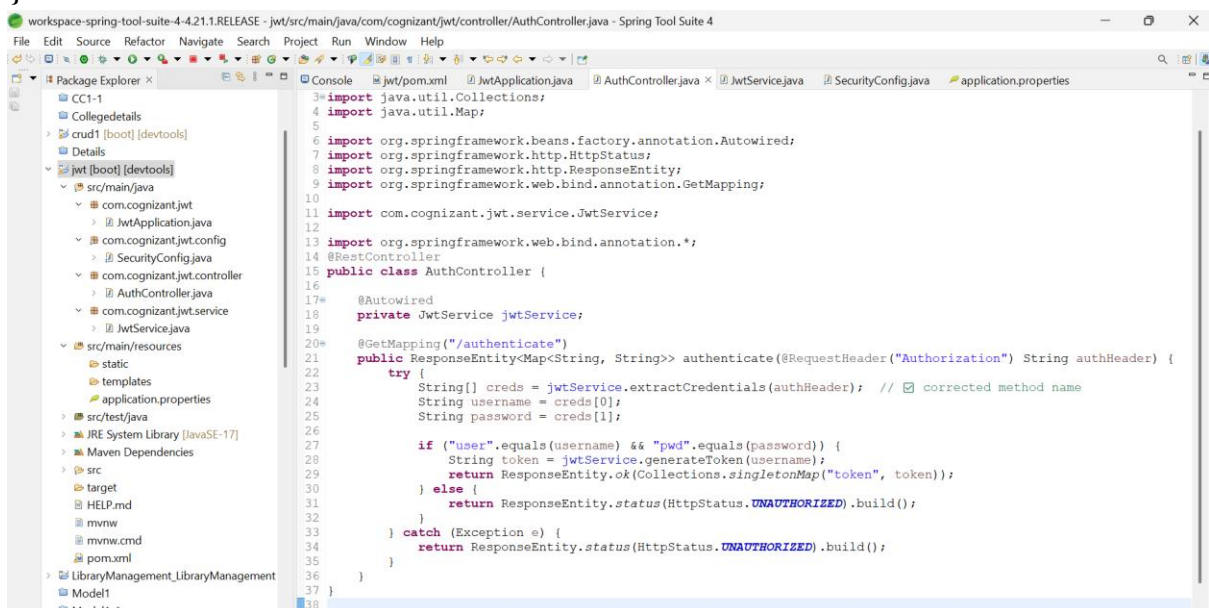 }
workspace-spring-tool-suite-4-4.21.1.RELEASE - jwt/src/main/java/com/cognizant/jwt/controller/AuthController.java - Spring Tool Suite 4
File Edit Source Refactor Navigate Search Project Run Window Help
Package Explorer ×
CC1-1
Collegedetails
crud1 [boot] [devtools]
Details
jwt [boot] [devtools]
src/main/java
com.cognizant.jwt
JwtApplication.java
com.cognizant.jwt.config
SecurityConfig.java
com.cognizant.jwt.controller
AuthController.java
com.cognizant.jwt.service
JwtService.java
src/main/resources
static
templates
application.properties
src/test/java
JRE System Library [JavaSE-17]
Maven Dependencies
src
target
HELP.md
mvnw
mvnw.cmd
pom.xml
LibraryManagement_LibraryManagement
Model1
Console jwt/pom.xml JwtApplication.java AuthController.java × JwtService.java SecurityConfig.java application.properties
3 import java.util.Collections;
4 import java.util.Map;
5
6 import org.springframework.beans.factory.annotation.Autowired;
7 import org.springframework.http.HttpStatus;
8 import org.springframework.http.ResponseEntity;
9 import org.springframework.web.bind.annotation.GetMapping;
10
11 import com.cognizant.jwt.service.JwtService;
12
13 import org.springframework.web.bind.annotation.*;
14 @RestController
15 public class AuthController {
16
17 @Autowired
18 private JwtService jwtService;
19
20 @GetMapping("/authenticate")
21 public ResponseEntity<Map<String, String>> authenticate(@RequestHeader("Authorization") String authHeader) {
22 try {
23 String[] creds = jwtService.extractCredentials(authHeader); // ☑ corrected method name
24 String username = creds[0];
25 String password = creds[1];
26
27 if ("user".equals(username) && "pwd".equals(password)) {
28 String token = jwtService.generateToken(username);
29 return ResponseEntity.ok(Collections.singletonMap("token", token));
30 } else {
31 return ResponseEntity.status(HttpStatus.UNAUTHORIZED).build();
32 }
33 } catch (Exception e) {
34 return ResponseEntity.status(HttpStatus.UNAUTHORIZED).build();
35 }
36 }
37 }
38